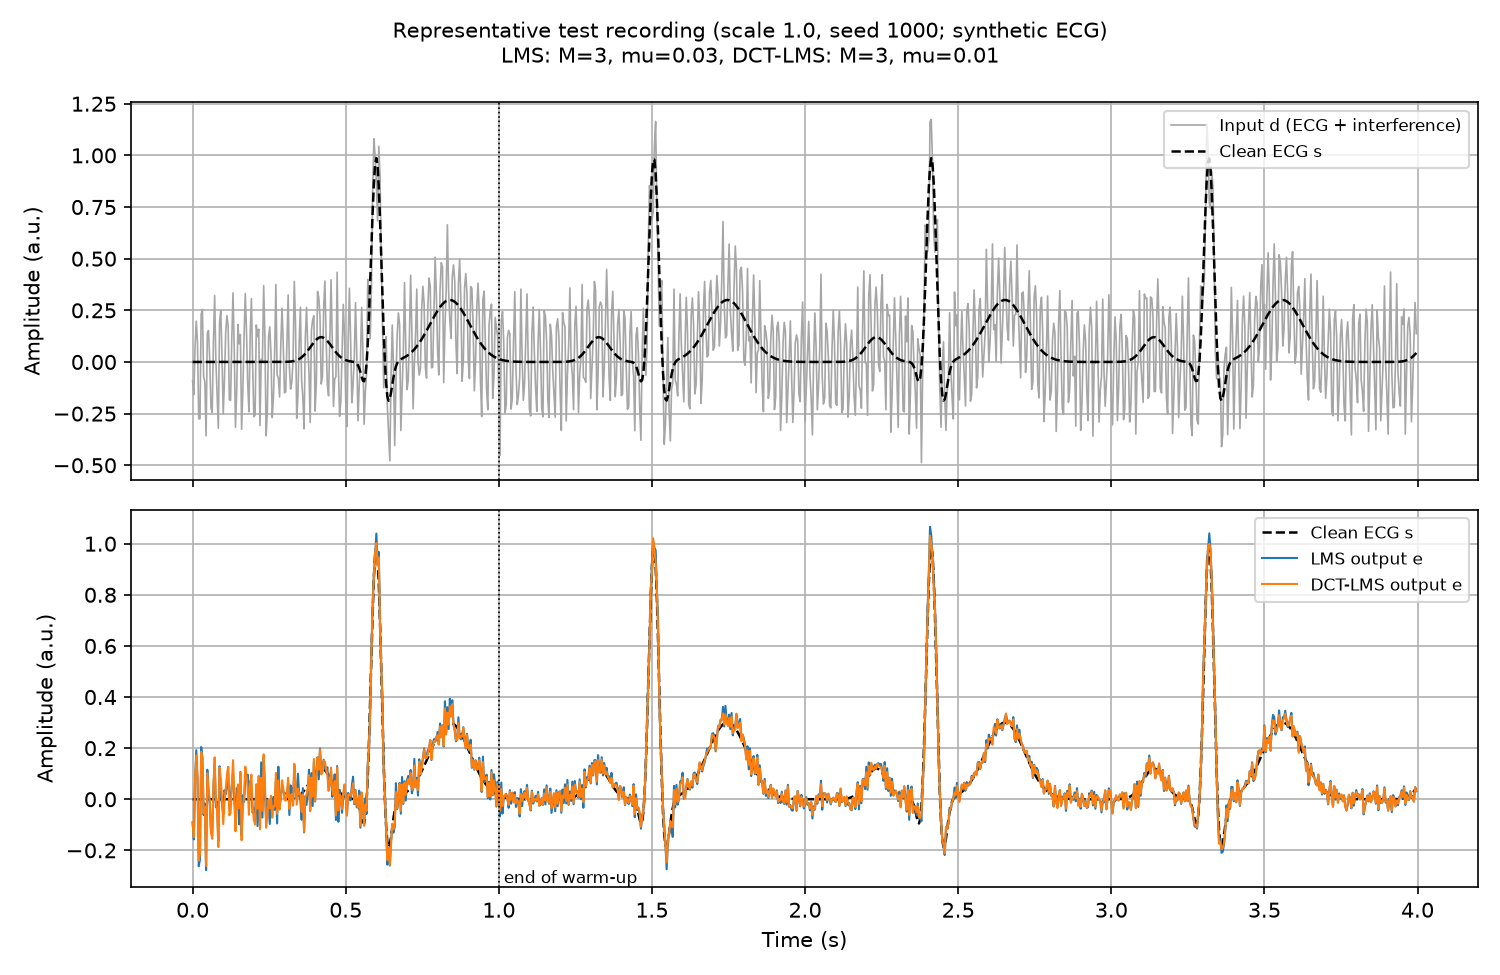 Representative test recording (scale 1.0, seed 1000; synthetic ECG)
LMS: M=3, mu=0.03, DCT-LMS: M=3, mu=0.01
Amplitude (a.u.)
1.25
1.00
0.75
0.50
0.25
0.00
−0.25
−0.50
Input d (ECG + interference)
Clean ECG s
Amplitude (a.u.)
1.0
0.8
0.6
0.4
0.2
0.0
−0.2
Clean ECG s
LMS output e
DCT-LMS output e
end of warm-up
0.0 0.5 1.0 1.5 2.0 2.5 3.0 3.5 4.0
Time (s)